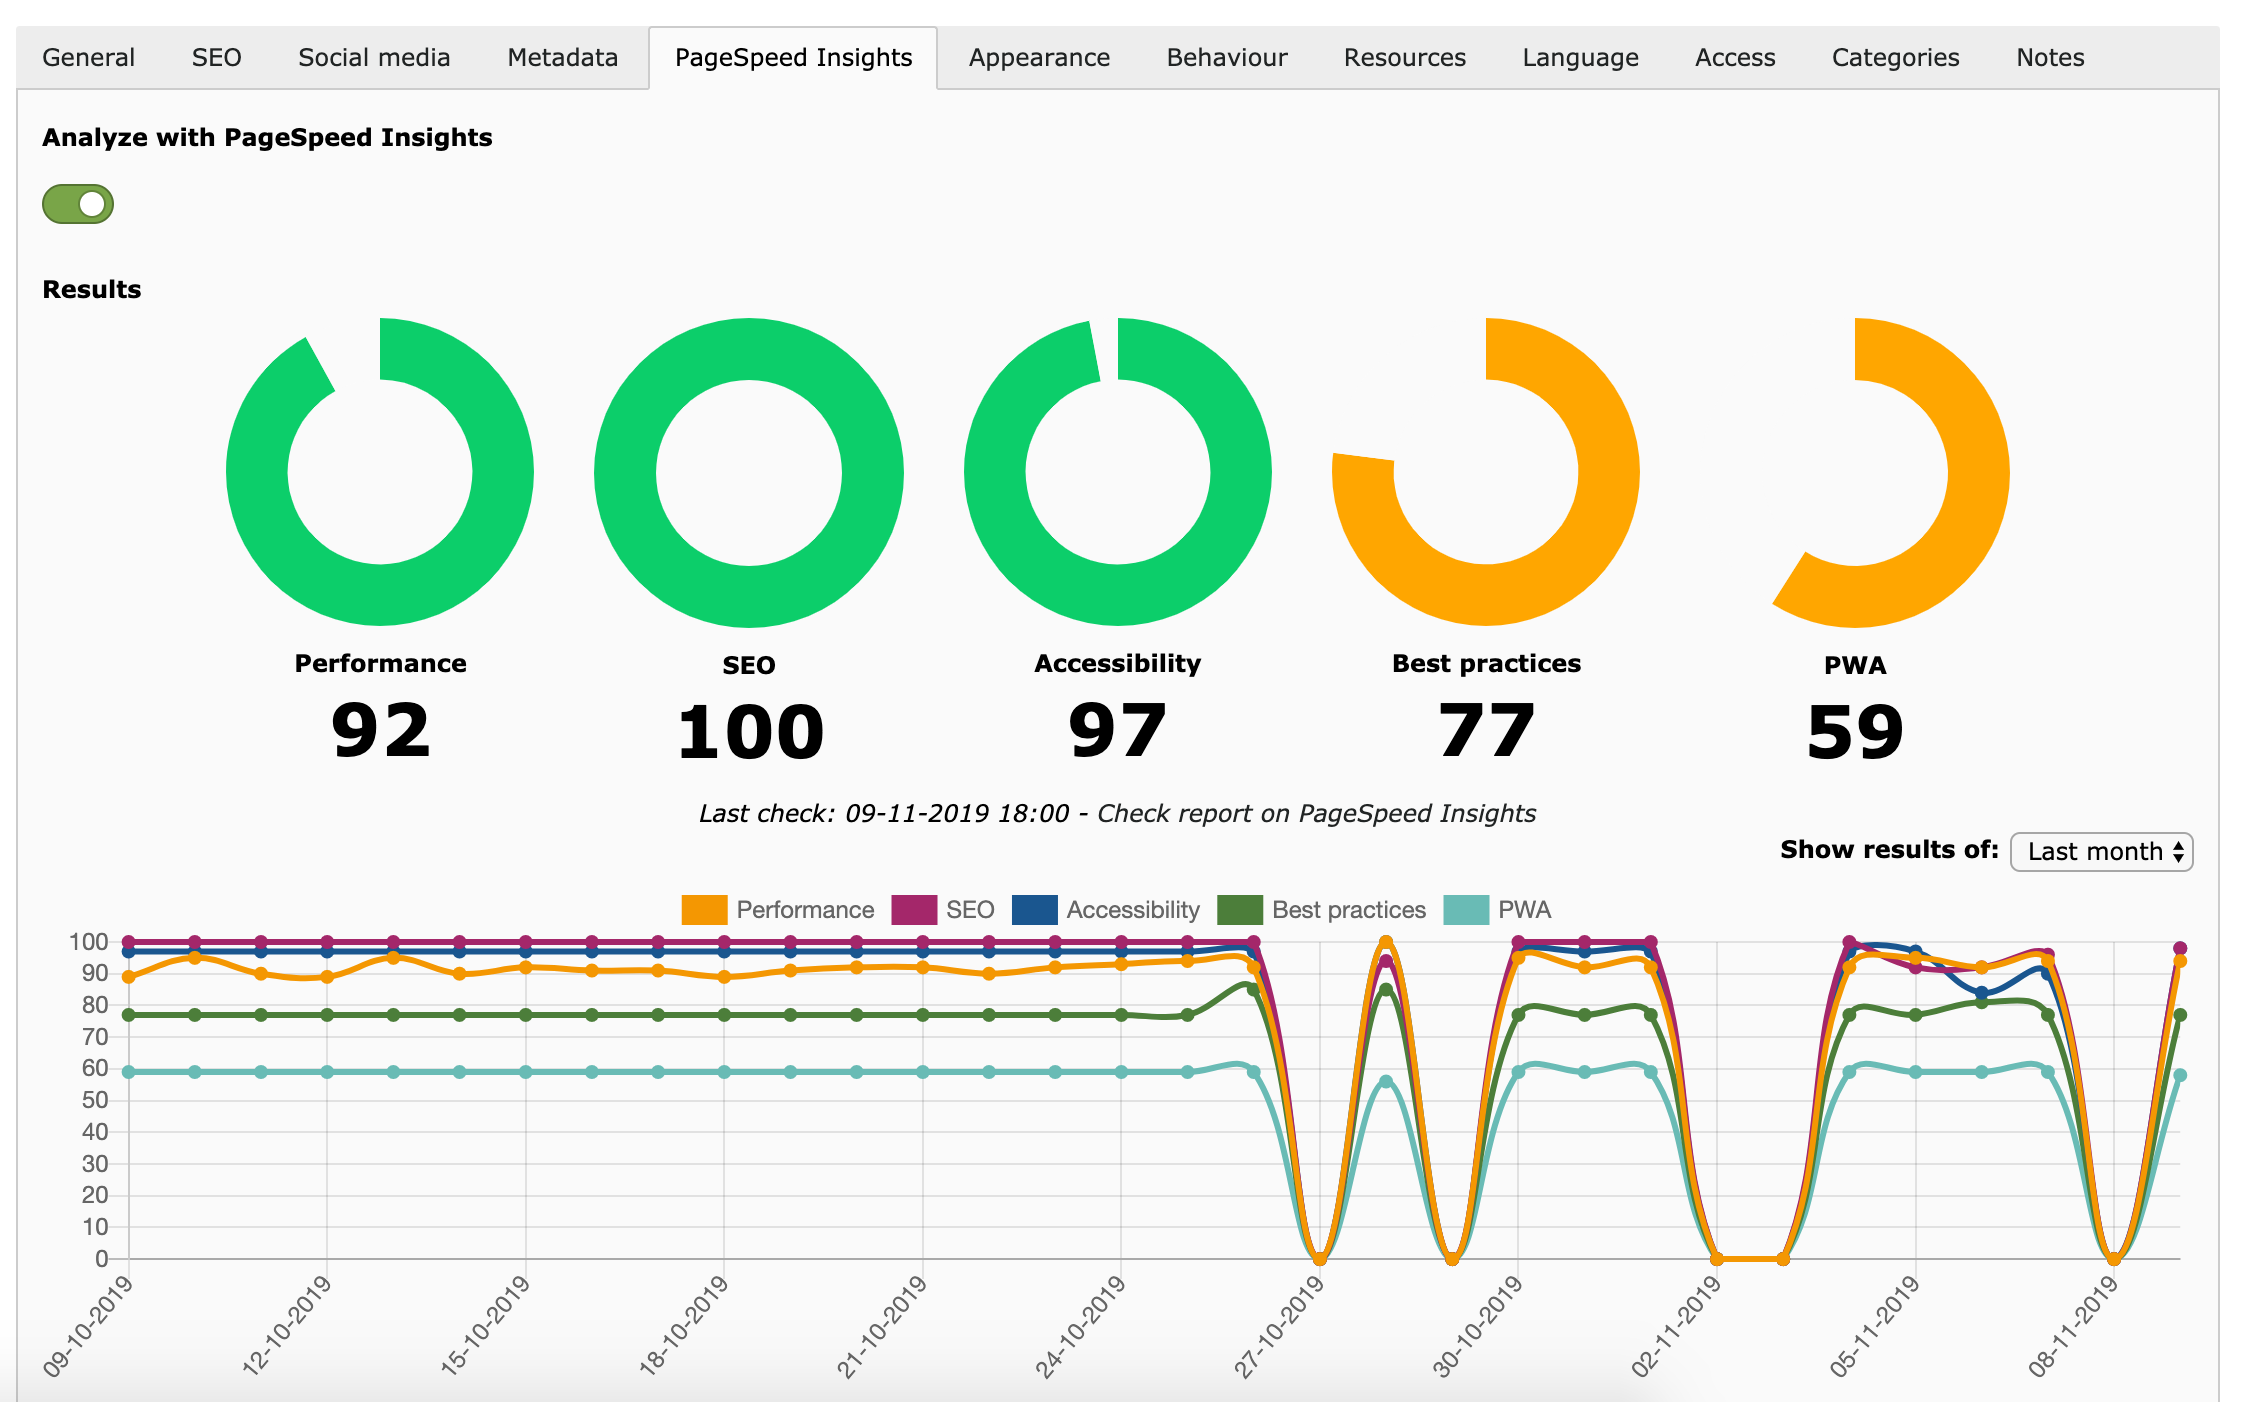 General SEO Social media Metadata PageSpeed Insights Appearance Behaviour Resources Language Access Categories Notes
Analyze with PageSpeed Insights
Results
Performance SEO Accessibility Best practices PWA
92 100 97 77 59
Last check: 09-11-2019 18:00 - Check report on PageSpeed Insights
Show results of: Last month
Performance SEO Accessibility Best practices PWA
100
90
80
70
60
50
40
30
20
10
0
09-10-2019 12-10-2019 15-10-2019 18-10-2019 21-10-2019 24-10-2019 27-10-2019 30-10-2019 02-11-2019 05-11-2019 08-11-2019